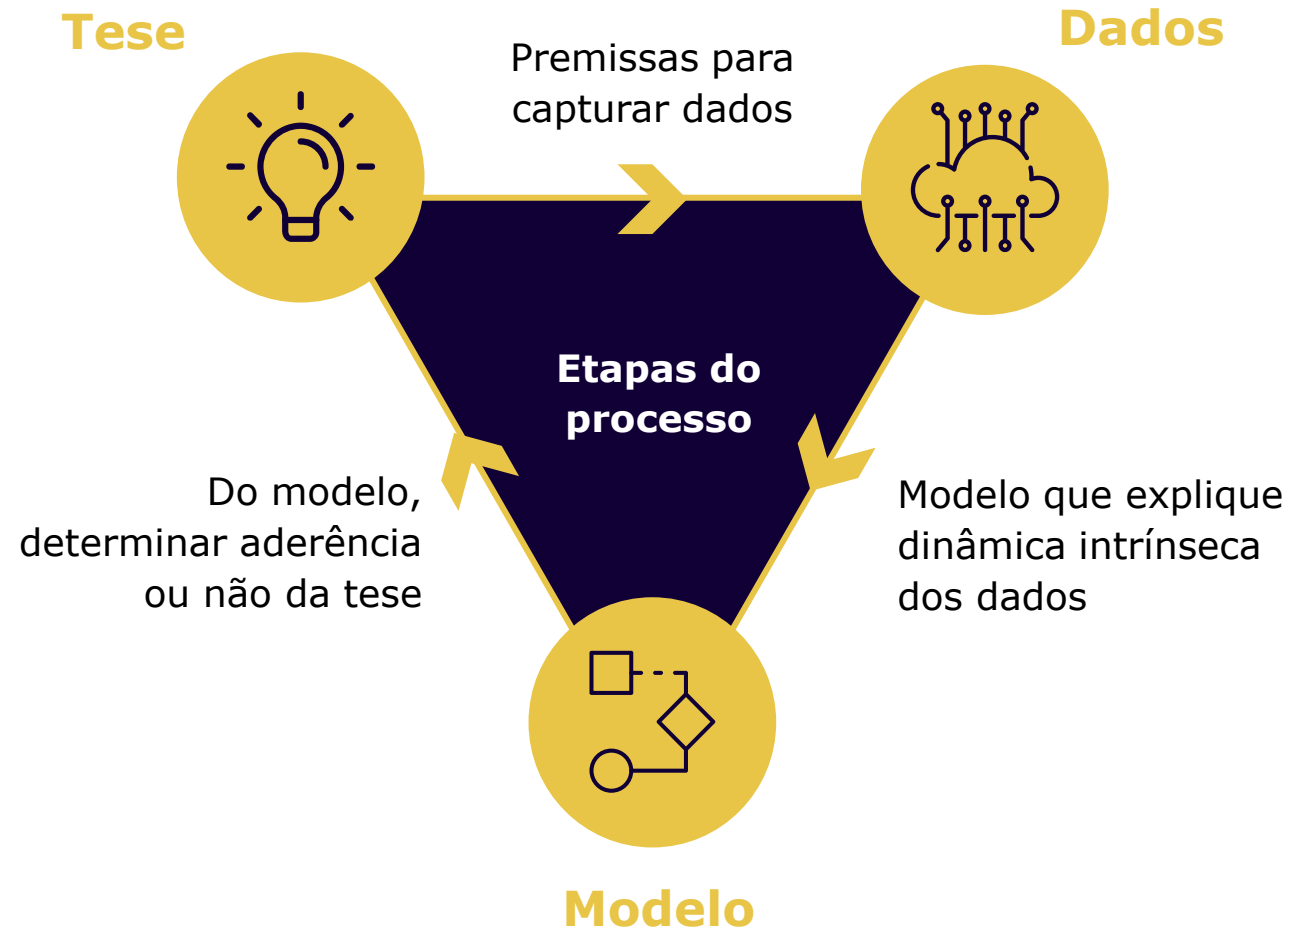 Tese
Dados
Premissas para
capturar dados
Etapas do
processo
Do modelo,
determinar aderência
ou não da tese
Modelo que explique
dinâmica intrínseca
dos dados
Modelo